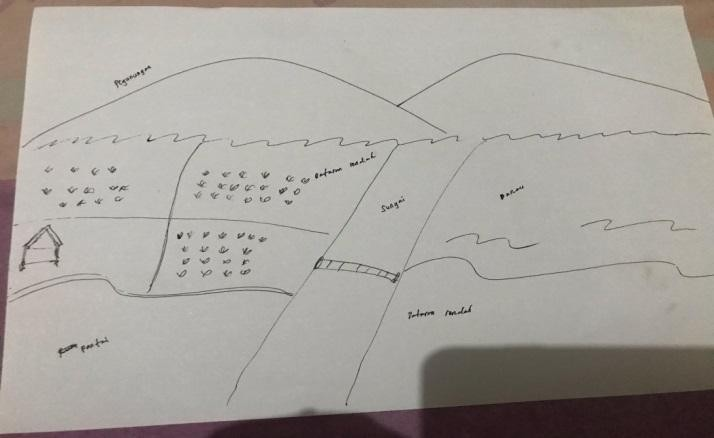 Pegunungan
Dataran rendah
Sungai
Danau
Dataran rendah
pantai